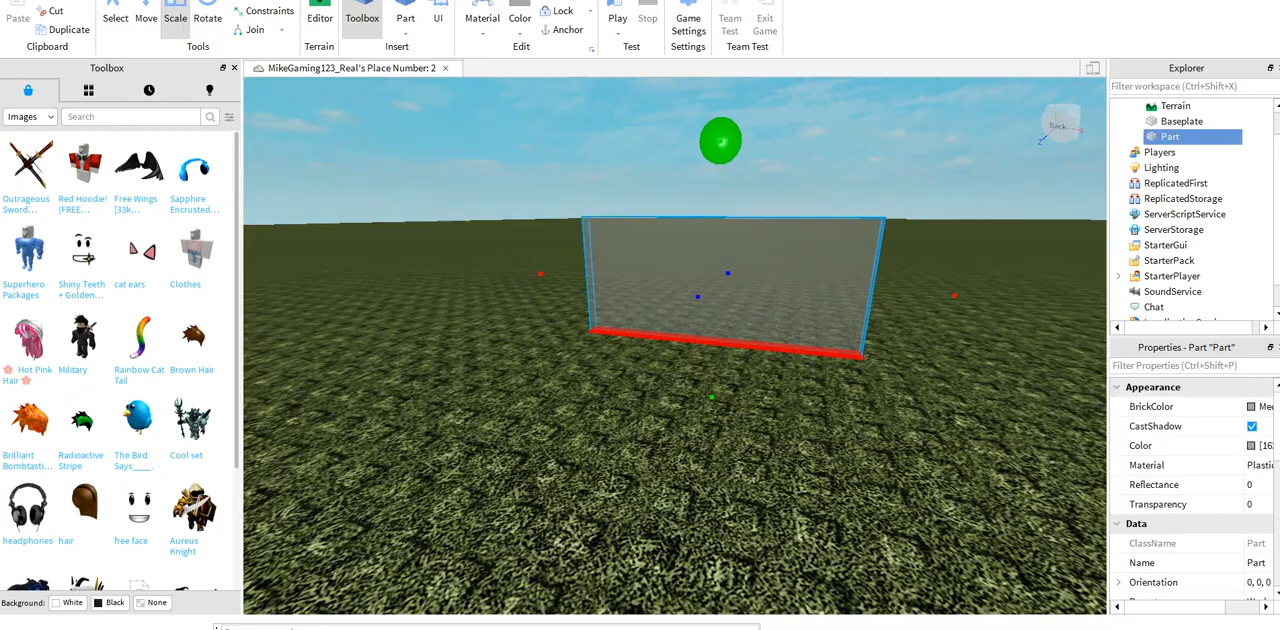 Paste
Cut
Duplicate
Clipboard
Select
Move
Scale
Rotate
Constraints
Join
Tools
Editor
Terrain
Toolbox
Part
UI
Insert
Material
Color
Lock
Anchor
Edit
Play
Stop
Test
Game
Settings
Settings
Team
Test
Exit
Game
Team Test
Toolbox
MikeGaming123_Real's Place Number: 2
Images
Search
Outrageous
Sword...
Red Hoodie!
(FREE...
Free Wings
[33k...
Sapphire
Encrusted...
Superhero
Packages
Shiny Teeth
+ Golden...
cat ears
Clothes
🌸 Hot Pink
Hair 🌸
Military
Rainbow Cat
Tail
Brown Hair
Brilliant
Bombtasti...
Radioactive
Stripe
The Bird
Says____.
Cool set
headphones
hair
free face
Aureus
Knight
Background:
White
Black
None
Back
X
Z
Explorer
Filter workspace (Ctrl+Shift+X)
Terrain
Baseplate
Part
Players
Lighting
ReplicatedFirst
ReplicatedStorage
ServerScriptService
ServerStorage
StarterGui
StarterPack
StarterPlayer
SoundService
Chat
Properties - Part "Part"
Filter Properties (Ctrl+Shift+P)
Appearance
BrickColor
Me
CastShadow
Color
[16
Material
Plasti
Reflectance
0
Transparency
0
Data
ClassName
Part
Name
Part
Orientation
0, 0, 0